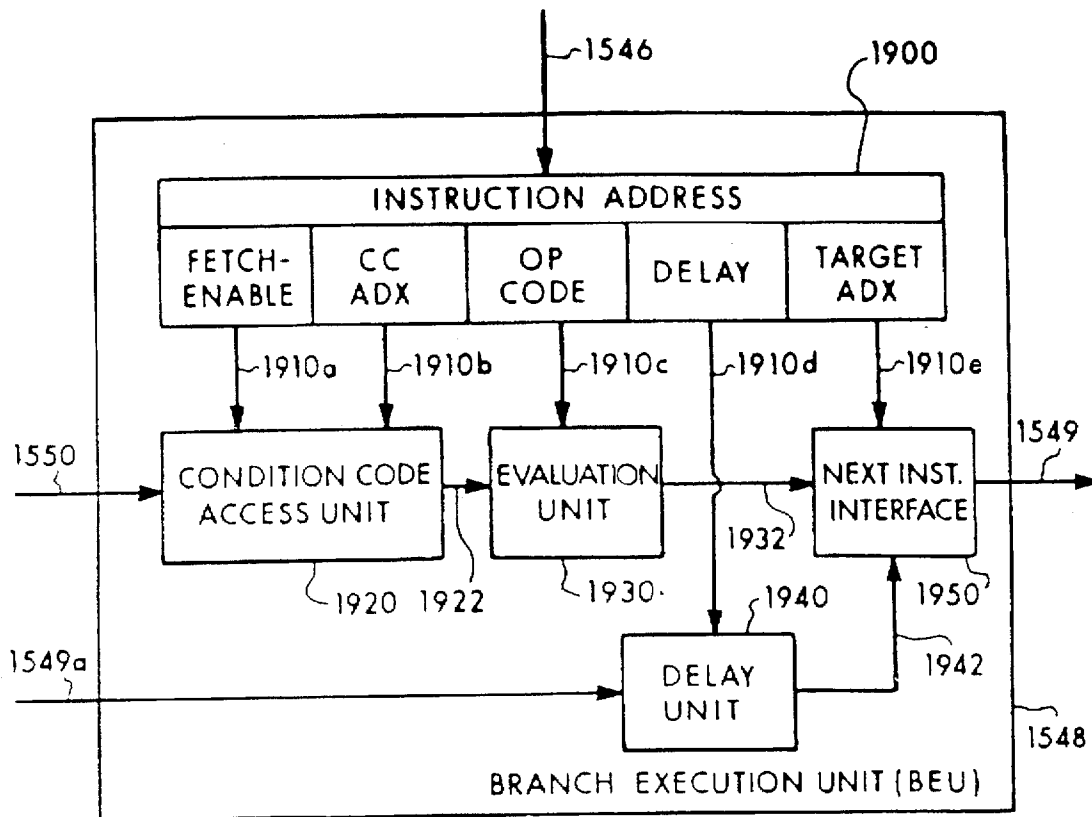 1546
1900
INSTRUCTION ADDRESS
FETCH-
ENABLE
CC
ADX
OP
CODE
DELAY
TARGET
ADX
1910a
1910b
1910c
1910d
1910e
1550
CONDITION CODE
ACCESS UNIT
EVALUATION
UNIT
NEXT INST.
INTERFACE
1549
1920
1922
1930
1932
1940
1950
1549a
DELAY
UNIT
1942
1548
BRANCH EXECUTION UNIT (BEU)